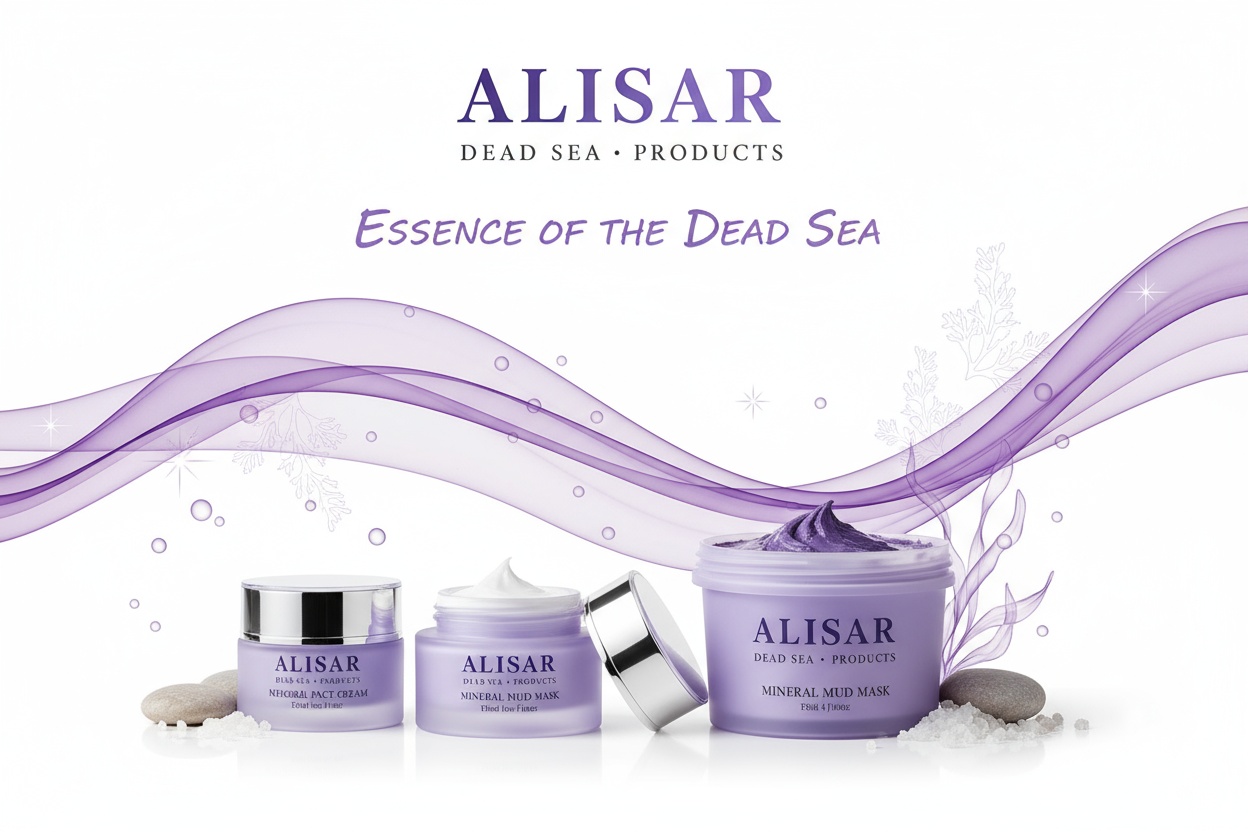 ALISAR
DEAD SEA • PRODUCTS
ESSENCE OF THE DEAD SEA
ALISAR
ALISAR
MINERAL MUD MASK
ALISAR
DEAD SEA • PRODUCTS
MINERAL MUD MASK